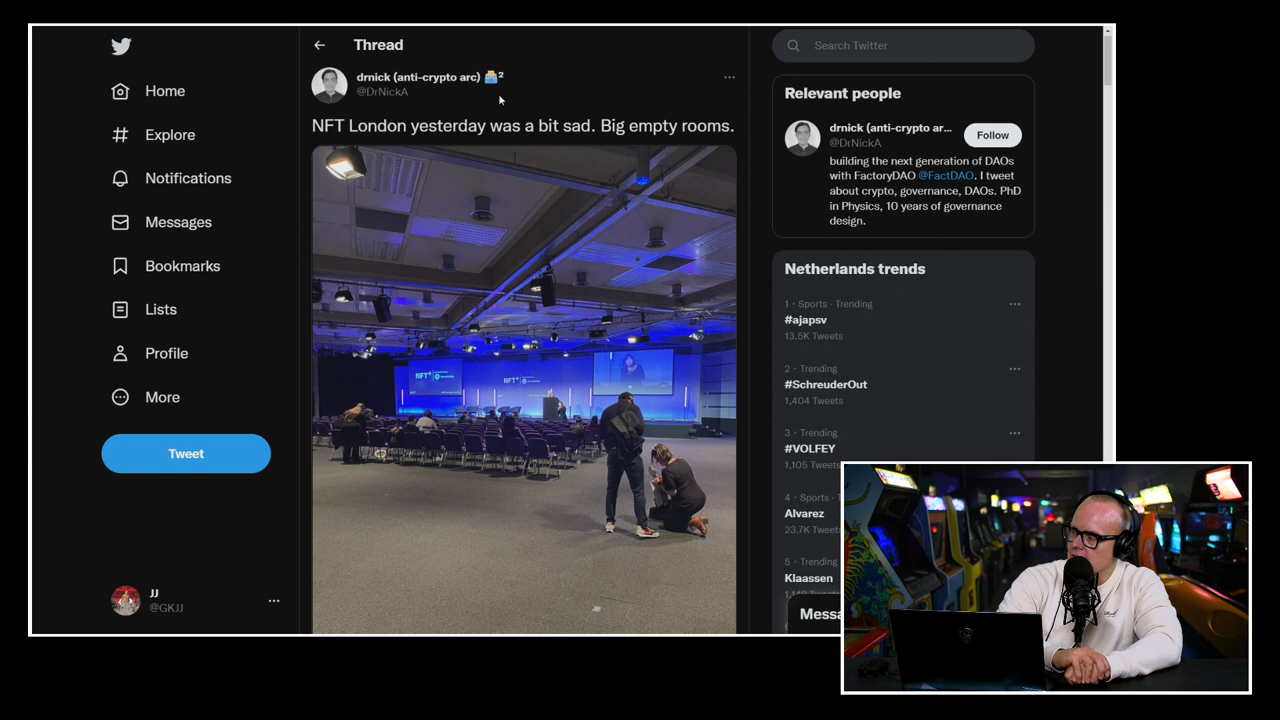 Home
Explore
Notifications
Messages
Bookmarks
Lists
Profile
More
Tweet
JJ
@GKJJ
Thread
drnick (anti-crypto arc) 📠²
@DrNickA
NFT London yesterday was a bit sad. Big empty rooms.
Search Twitter
Relevant people
drnick (anti-crypto ar...
@DrNickA
Follow
building the next generation of DAOs
with FactoryDAO @FactDAO. I tweet
about crypto, governance, DAOs. PhD
in Physics, 10 years of governance
design.
Netherlands trends
1 · Sports · Trending
#ajapsv
13.5K Tweets
2 · Trending
#SchreuderOut
1,404 Tweets
3 · Trending
#VOLFEY
1,105 Tweets
4 · Sports ·
Alvarez
23.7K Tweets
5 ·
Klaassen
NFT
NFT